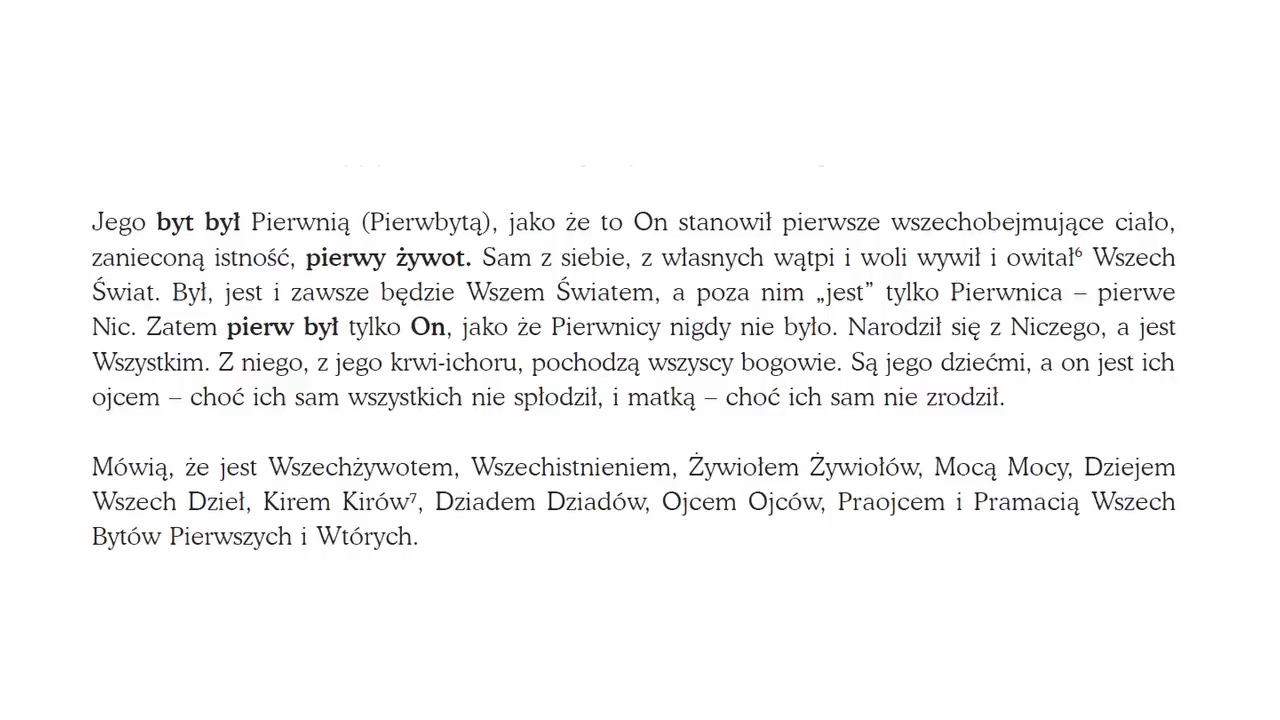 Jego byt był Pierwnią (Pierwbytą), jako że to On stanowił pierwsze wszechobejmujące ciało,
zanieconą istność, pierwy żywot. Sam z siebie, z własnych wątpi i woli wywił i owitał⁶ Wszech
Świat. Był, jest i zawsze będzie Wszem Światem, a poza nim „jest” tylko Pierwnica – pierwe
Nic. Zatem pierw był tylko On, jako że Pierwnicy nigdy nie było. Narodził się z Niczego, a jest
Wszystkim. Z niego, z jego krwi-ichoru, pochodzą wszyscy bogowie. Są jego dziećmi, a on jest ich
ojcem – choć ich sam wszystkich nie spłodził, i matką – choć ich sam nie zrodził.
Mówią, że jest Wszechżywotem, Wszechistnieniem, Żywiołem Żywiołów, Mocą Mocy, Dziejem
Wszech Dzieł, Kirem Kirów⁷, Dziadem Dziadów, Ojcem Ojców, Praojcem i Pramacią Wszech
Bytów Pierwszych i Wtórych.